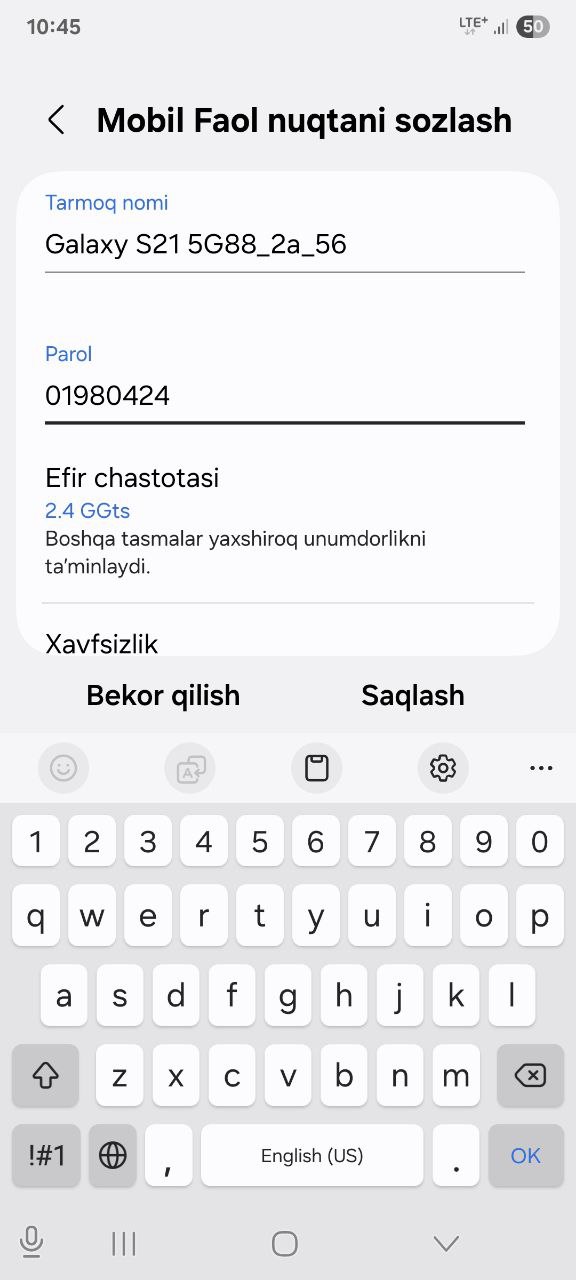 10:45
LTE+
50
Mobil Faol nuqtani sozlash
Tarmoq nomi
Galaxy S21 5G88_2a_56
Parol
01980424
Efir chastotasi
2.4 GGts
Boshqa tasmalar yaxshiroq unumdorlikni
ta’minlaydi.
Xavfsizlik
Bekor qilish
Saqlash
A
1 2 3 4 5 6 7 8 9 0
q w e r t y u i o p
a s d f g h j k l
z x c v b n m
!#1
,
English (US)
.
OK